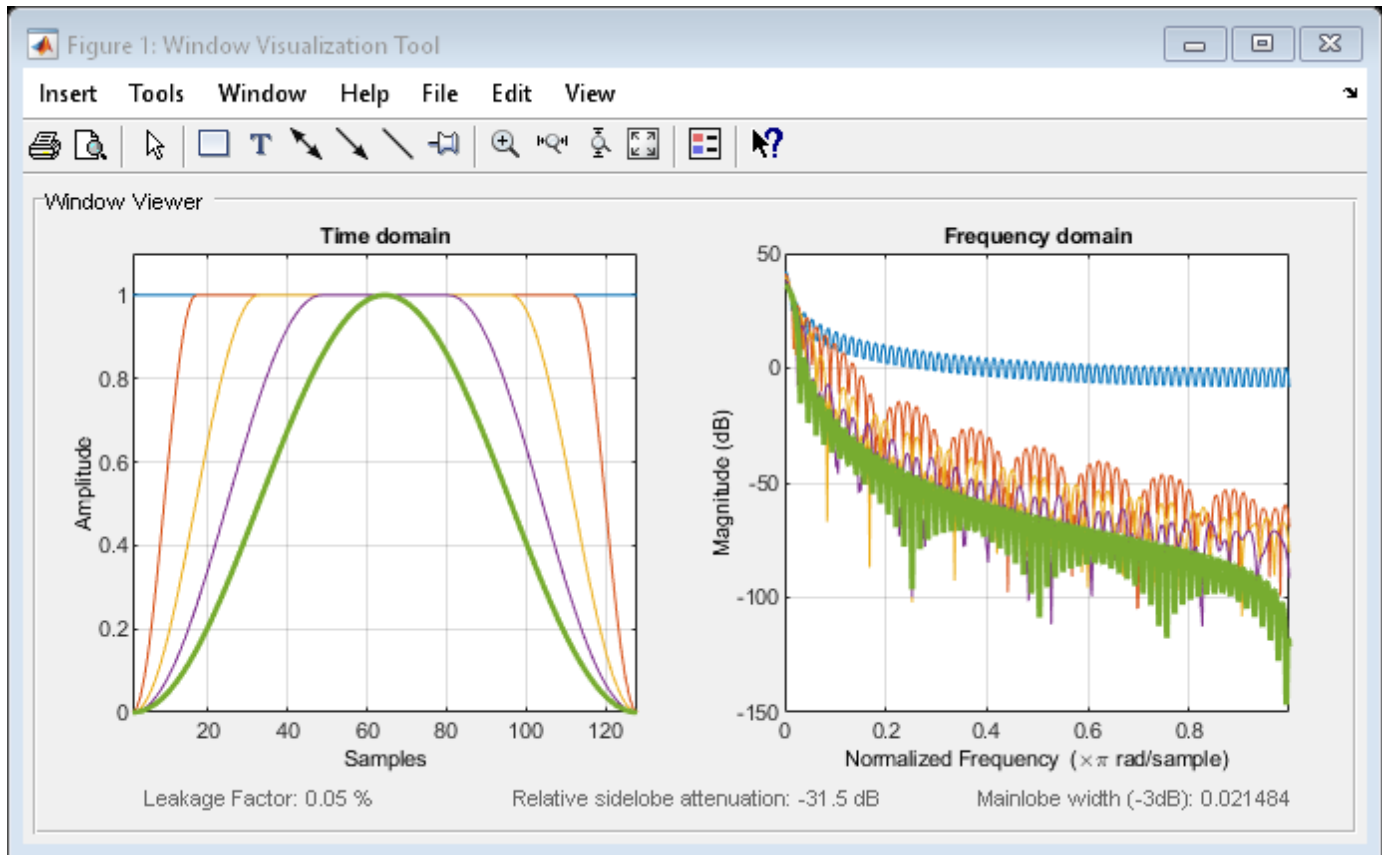 Figure 1: Window Visualization Tool
Insert Tools Window Help File Edit View
T ?
Window Viewer
Time domain
Amplitude
1
0.8
0.6
0.4
0.2
0
20 40 60 80 100 120
Samples
Frequency domain
Magnitude (dB)
50
0
-50
-100
-150
0 0.2 0.4 0.6 0.8
Normalized Frequency (×π rad/sample)
Leakage Factor: 0.05 % Relative sidelobe attenuation: -31.5 dB Mainlobe width (-3dB): 0.021484